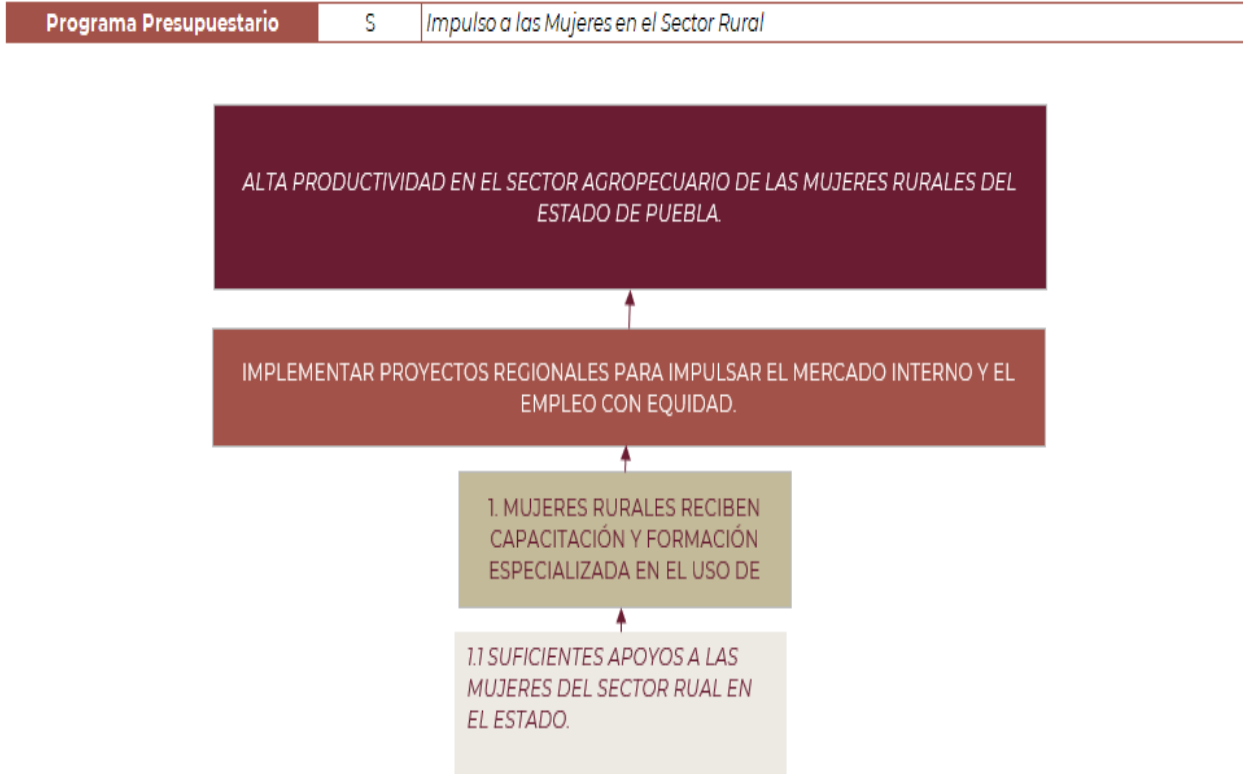 Programa Presupuestario S Impulso a las Mujeres en el Sector Rural
ALTA PRODUCTIVIDAD EN EL SECTOR AGROPECUARIO DE LAS MUJERES RURALES DEL
ESTADO DE PUEBLA.
IMPLEMENTAR PROYECTOS REGIONALES PARA IMPULSAR EL MERCADO INTERNO Y EL
EMPLEO CON EQUIDAD.
1. MUJERES RURALES RECIBEN
CAPACITACIÓN Y FORMACIÓN
ESPECIALIZADA EN EL USO DE
1.1 SUFICIENTES APOYOS A LAS
MUJERES DEL SECTOR RUAL EN
EL ESTADO.